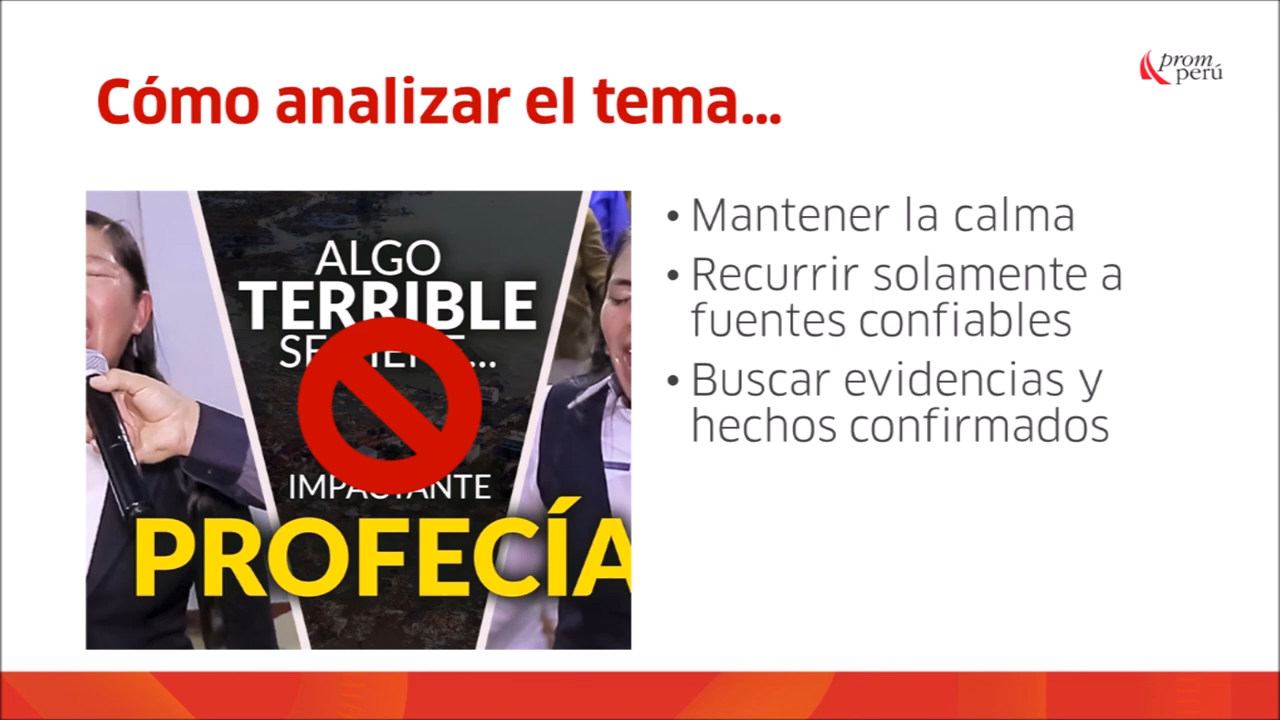 Cómo analizar el tema...
prom
perú
ALGO
TERRIBLE
IMPACTANTE
PROFECÍA
• Mantener la calma
• Recurrir solamente a
fuentes confiables
• Buscar evidencias y
hechos confirmados